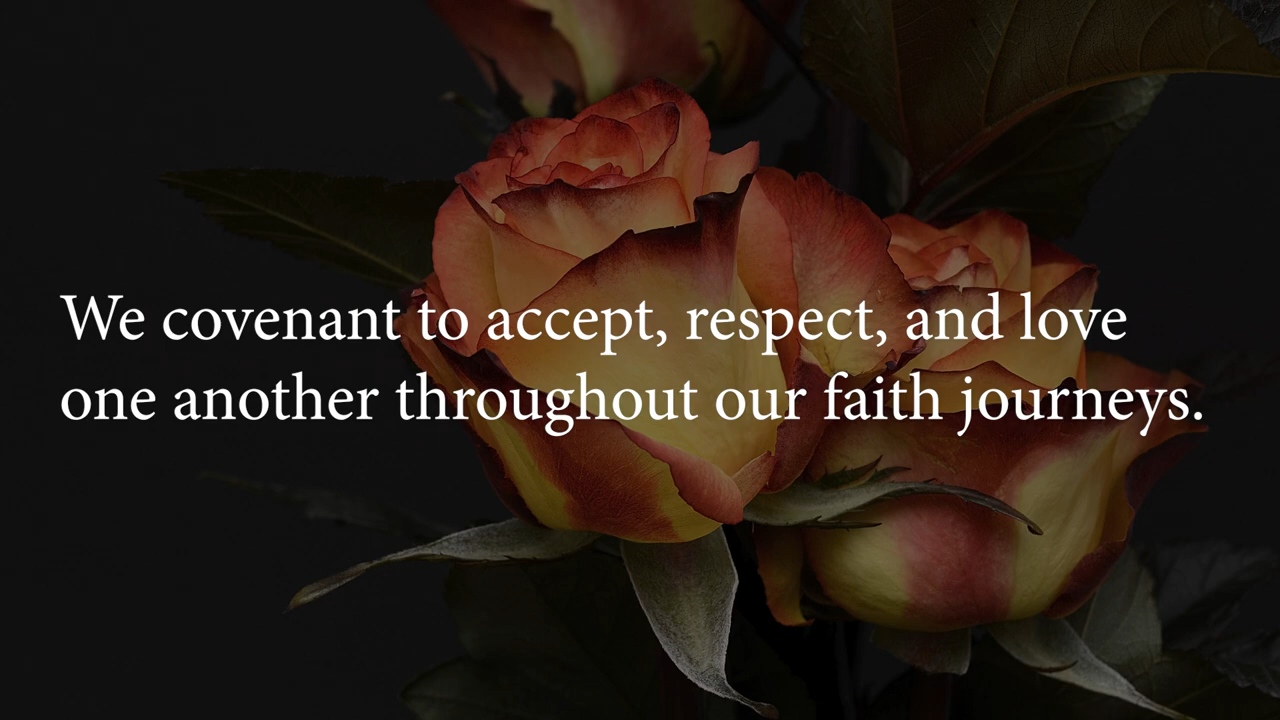 We covenant to accept, respect, and love
one another throughout our faith journeys.